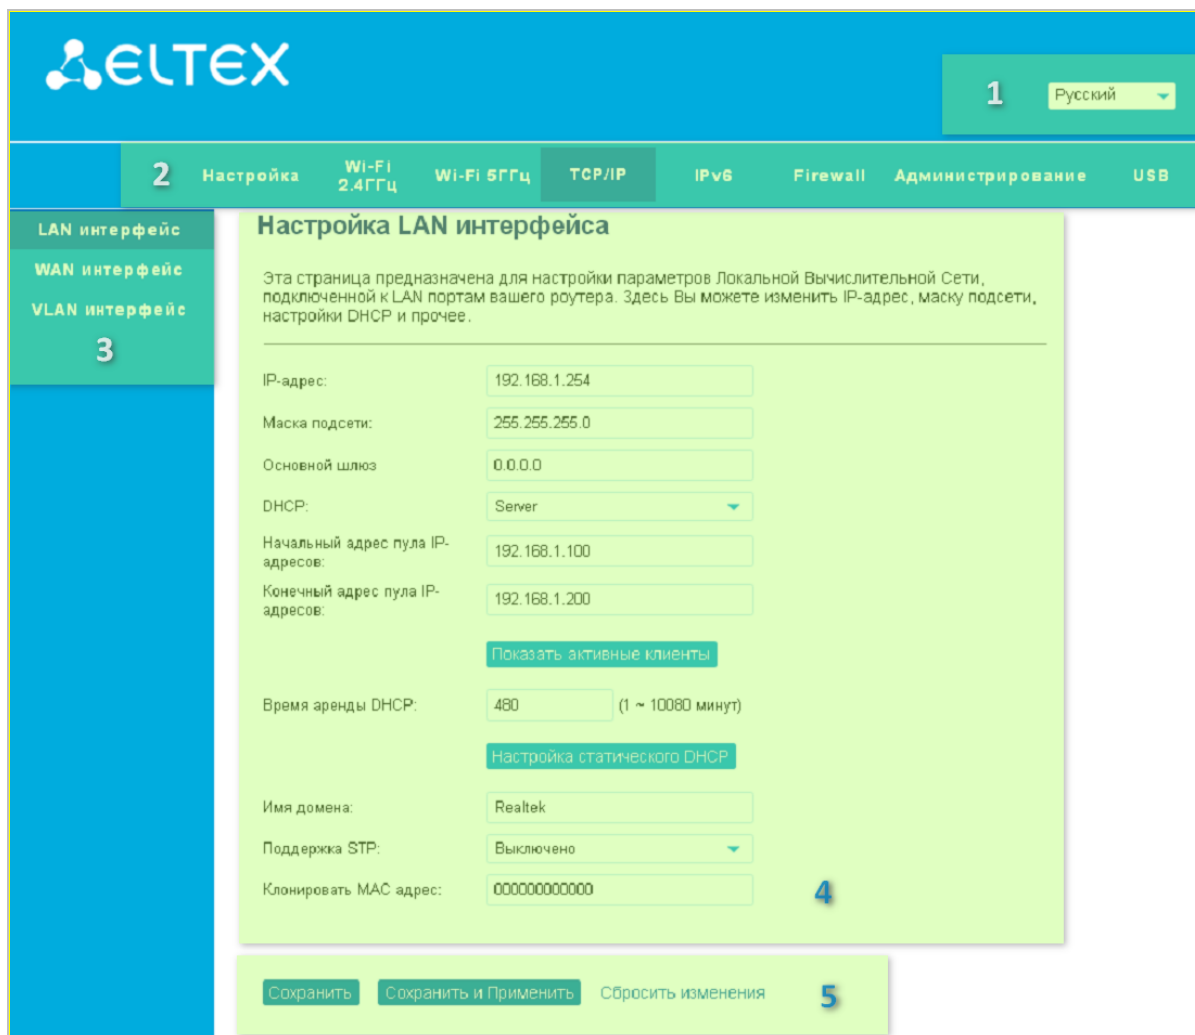 ELTEX
1 Русский
2 Настройка Wi-Fi 2.4ГГц Wi-Fi 5ГГц TCP/IP IPv6 Firewall Администрирование USB
LAN интерфейс
WAN интерфейс
VLAN интерфейс
3
Настройка LAN интерфейса
Эта страница предназначена для настройки параметров Локальной Вычислительной Сети,
подключенной к LAN портам вашего роутера. Здесь Вы можете изменить IP-адрес, маску подсети,
настройки DHCP и прочее.
IP-адрес: 192.168.1.254
Маска подсети: 255.255.255.0
Основной шлюз 0.0.0.0
DHCP: Server
Начальный адрес пула IP-
адресов: 192.168.1.100
Конечный адрес пула IP-
адресов: 192.168.1.200
Показать активные клиенты
Время аренды DHCP: 480 (1 ~ 10080 минут)
Настройка статического DHCP
Имя домена: Realtek
Поддержка STP: Выключено
Клонировать MAC адрес: 000000000000 4
Сохранить Сохранить и Применить Сбросить изменения 5